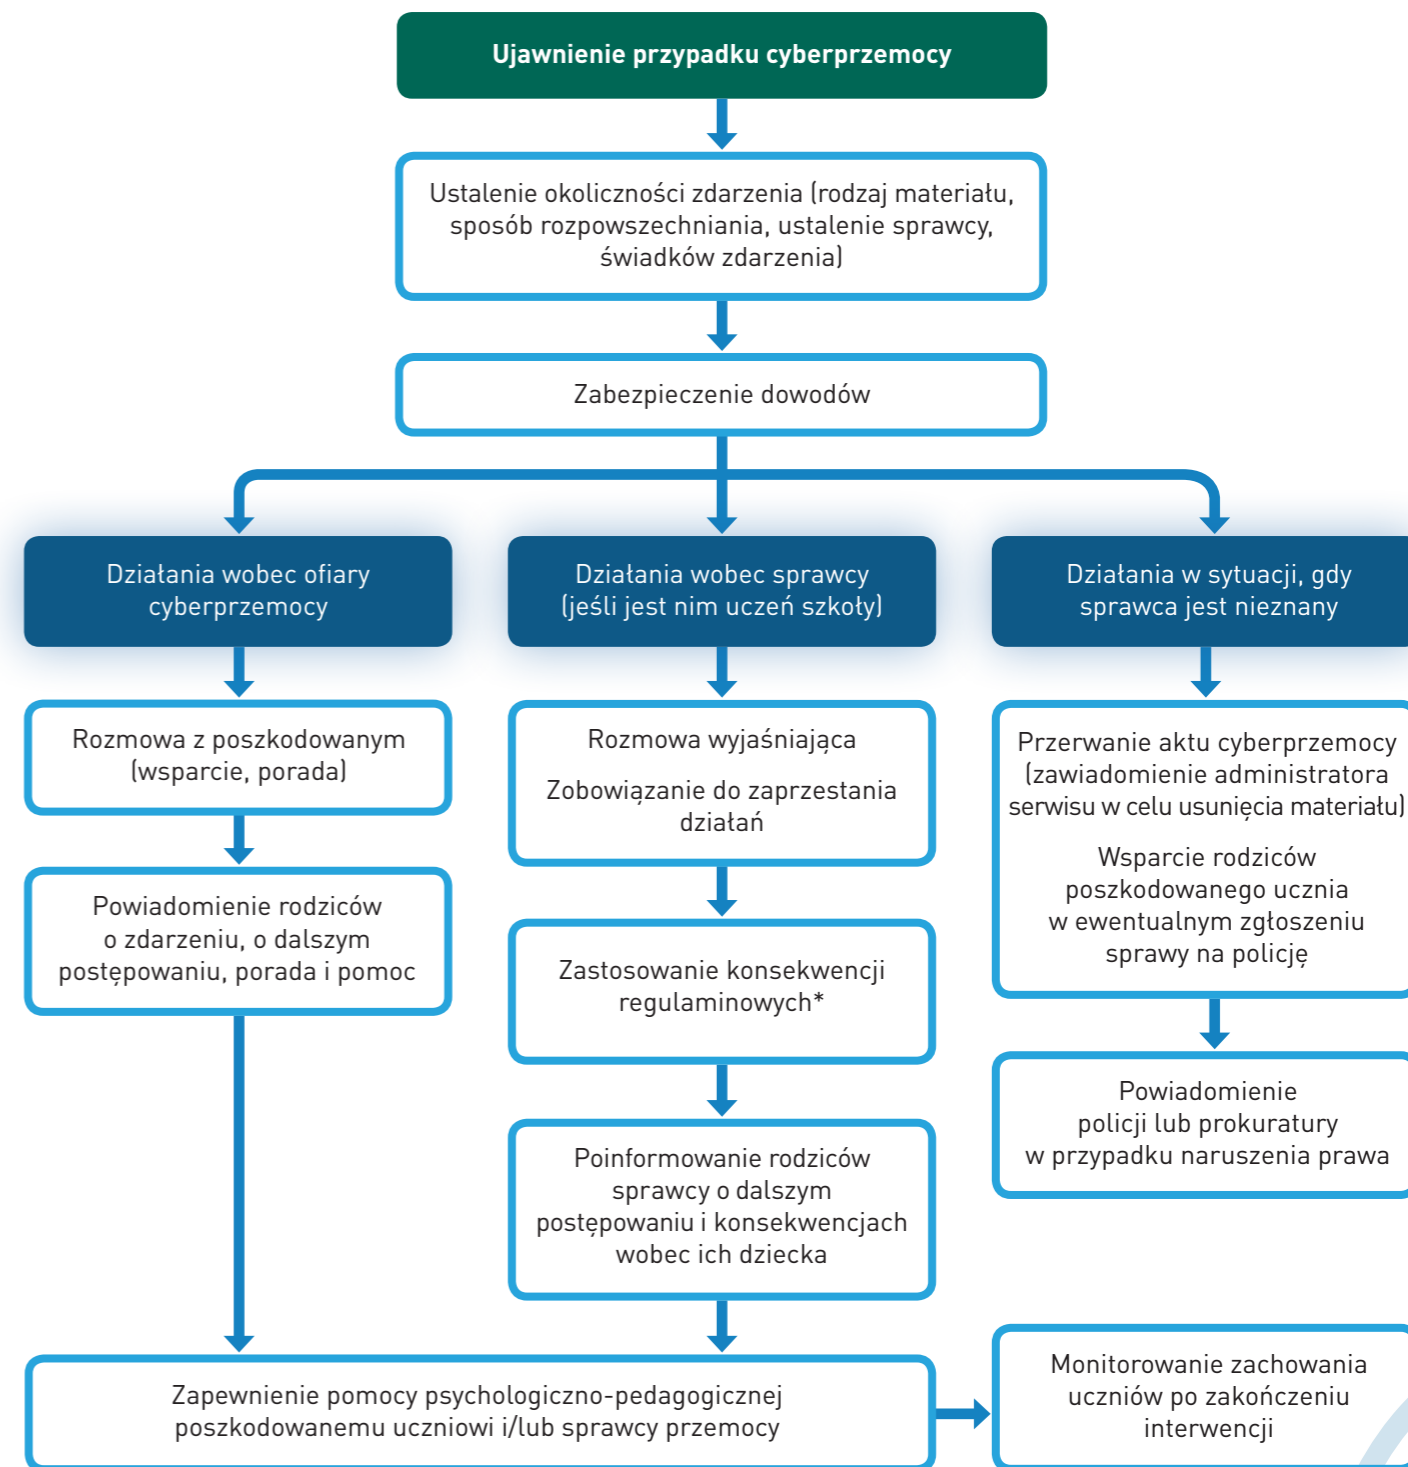 Ujawnienie przypadku cyberprzemocy
Ustalenie okoliczności zdarzenia (rodzaj materiału,
sposób rozpowszechniania, ustalenie sprawcy,
świadków zdarzenia)
Zabezpieczenie dowodów
Działania wobec ofiary
cyberprzemocy
Rozmowa z poszkodowanym
(wsparcie, porada)
Powiadomienie rodziców
o zdarzeniu, o dalszym
postępowaniu, porada i pomoc
Działania wobec sprawcy
(jeśli jest nim uczeń szkoły)
Rozmowa wyjaśniająca
Zobowiązanie do zaprzestania
działań
Zastosowanie konsekwencji
regulaminowych*
Poinformowanie rodziców
sprawcy o dalszym
postępowaniu i konsekwencjach
wobec ich dziecka
Działania w sytuacji, gdy
sprawca jest nieznany
Przerwanie aktu cyberprzemocy
(zawiadomienie administratora
serwisu w celu usunięcia materiału)
Wsparcie rodziców
poszkodowanego ucznia
w ewentualnym zgłoszeniu
sprawy na policję
Powiadomienie
policji lub prokuratury
w przypadku naruszenia prawa
Zapewnienie pomocy psychologiczno-pedagogicznej
poszkodowanemu uczniowi i/lub sprawcy przemocy
Monitorowanie zachowania
uczniów po zakończeniu
interwencji